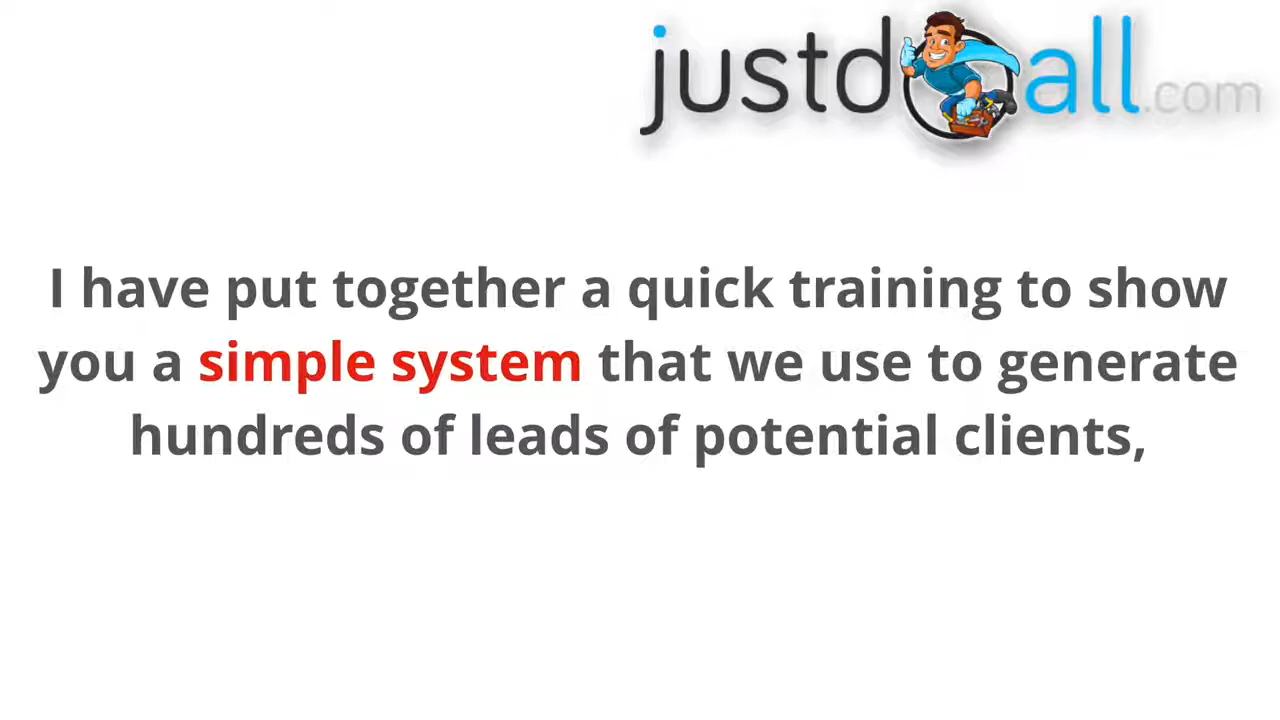 justdoall.com
I have put together a quick training to show
you a simple system that we use to generate
hundreds of leads of potential clients,